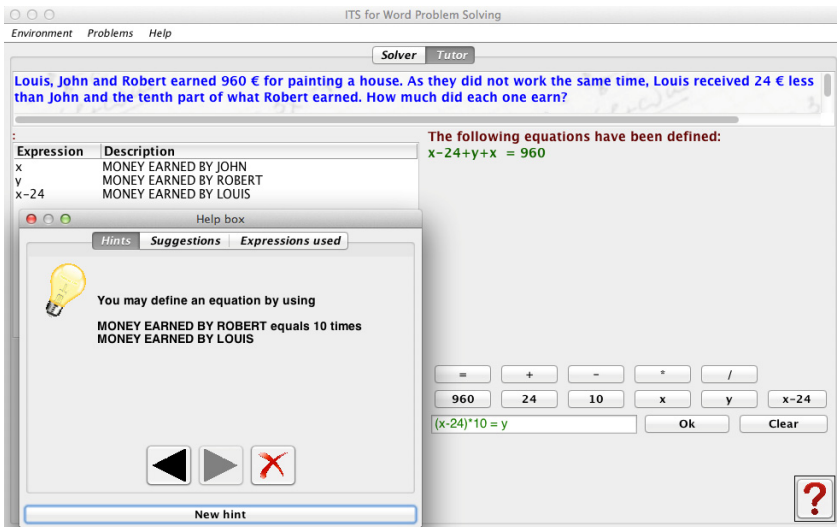 ITS for Word Problem Solving
Environment Problems Help
Solver Tutor
Louis, John and Robert earned 960 € for painting a house. As they did not work the same time, Louis received 24 € less
than John and the tenth part of what Robert earned. How much did each one earn?
:
Expression Description
x MONEY EARNED BY JOHN
y MONEY EARNED BY ROBERT
x-24 MONEY EARNED BY LOUIS
The following equations have been defined:
x-24+y+x = 960
Help box
Hints Suggestions Expressions used
You may define an equation by using
MONEY EARNED BY ROBERT equals 10 times
MONEY EARNED BY LOUIS
New hint
= + - * /
960 24 10 x y x-24
(x-24)*10 = y Ok Clear
?